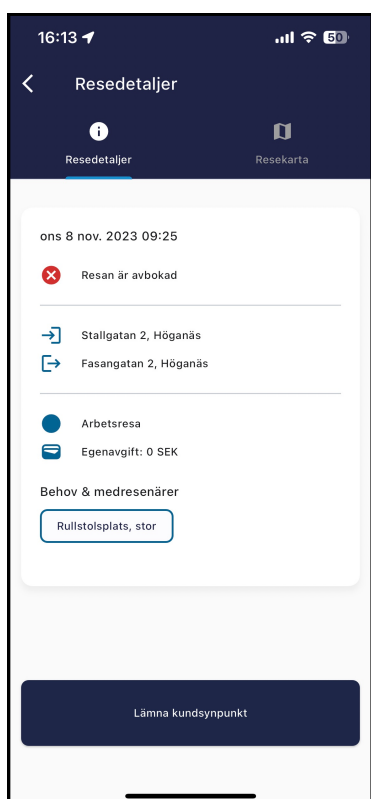 16:13
50
Resedetaljer
Resedetaljer
Resekarta
ons 8 nov. 2023 09:25
Resan är avbokad
Stallgatan 2, Höganäs
Fasangatan 2, Höganäs
Arbetsresa
Egenavgift: 0 SEK
Behov & medresenärer
Rullstolsplats, stor
Lämna kundsynpunkt